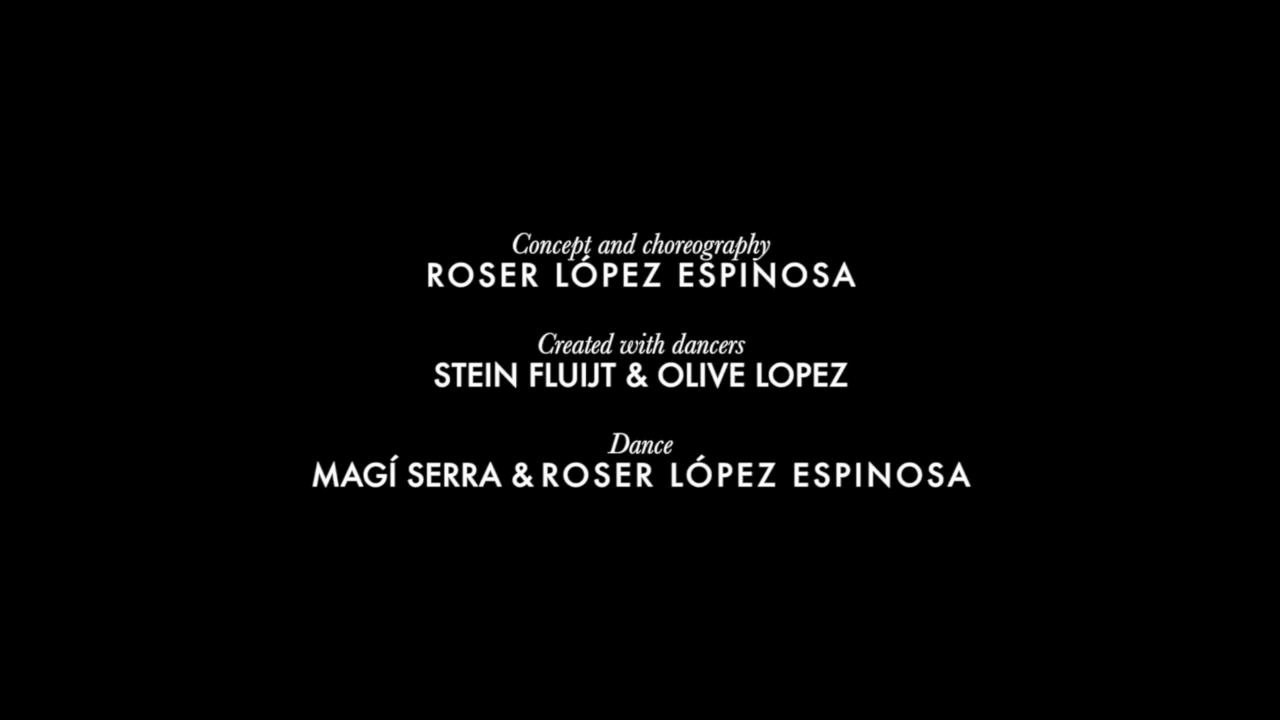 Concept and choreography
ROSER LÓPEZ ESPINOSA
Created with dancers
STEIN FLUIJT & OLIVE LOPEZ
Dance
MAGÍ SERRA & ROSER LÓPEZ ESPINOSA